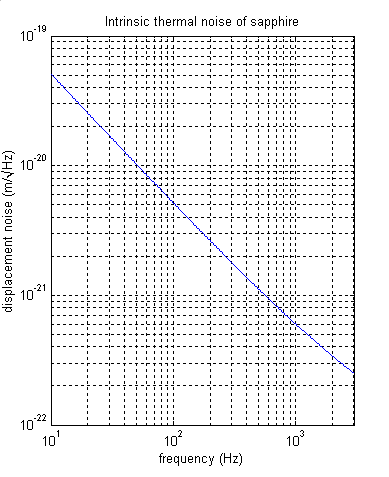 Intrinsic thermal noise of sapphire
10^-19
10^-20
10^-21
10^-22
displacement noise (m/√Hz)
10^1
10^2
10^3
frequency (Hz)